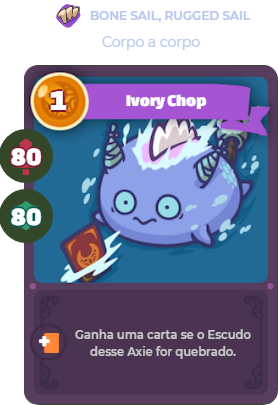 BONE SAIL, RUGGED SAIL
Corpo a corpo
1
Ivory Chop
80
80
Ganha uma carta se o Escudo
desse Axie for quebrado.